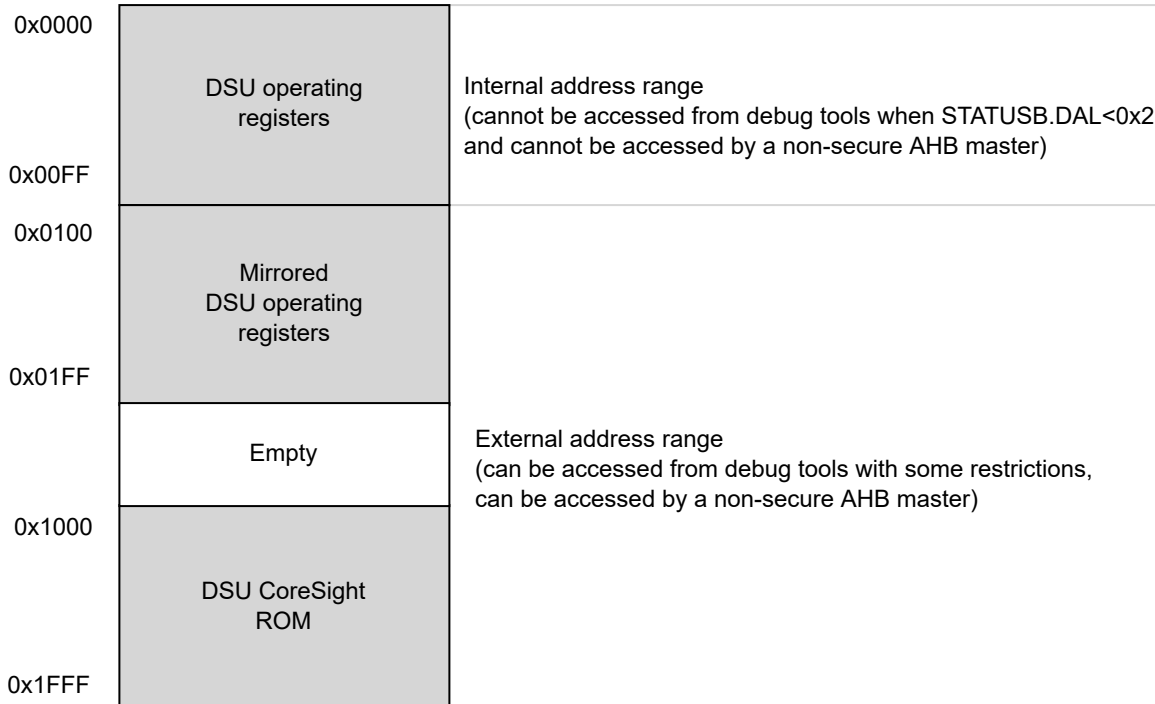 0x0000
DSU operating
registers
Internal address range
(cannot be accessed from debug tools when STATUSB.DAL<0x2
and cannot be accessed by a non-secure AHB master)
0x00FF
0x0100
Mirrored
DSU operating
registers
0x01FF
Empty
External address range
(can be accessed from debug tools with some restrictions,
can be accessed by a non-secure AHB master)
0x1000
DSU CoreSight
ROM
0x1FFF